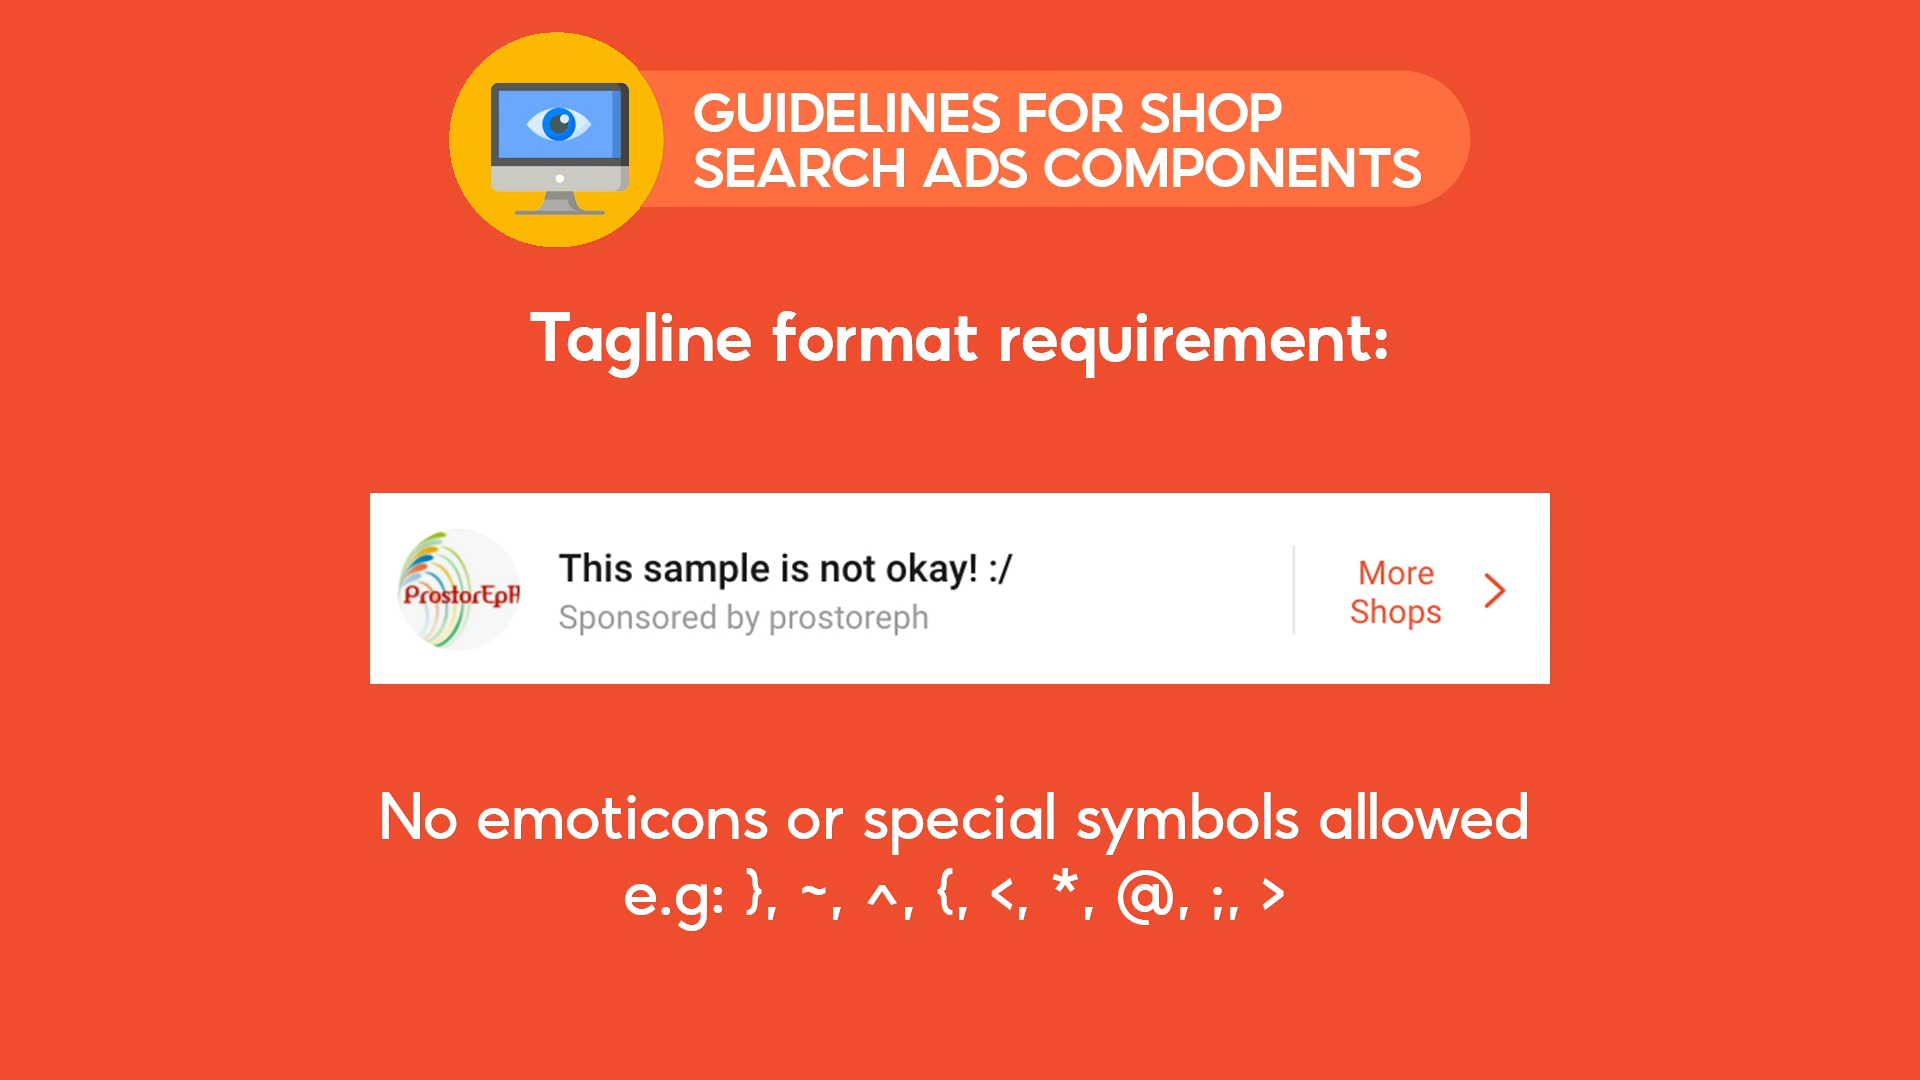 GUIDELINES FOR SHOP
SEARCH ADS COMPONENTS
Tagline format requirement:
ProstorEpH
This sample is not okay! :/
Sponsored by prostoreph
More
Shops
No emoticons or special symbols allowed
e.g: }, ~, ^, {, <, *, @, ;, >